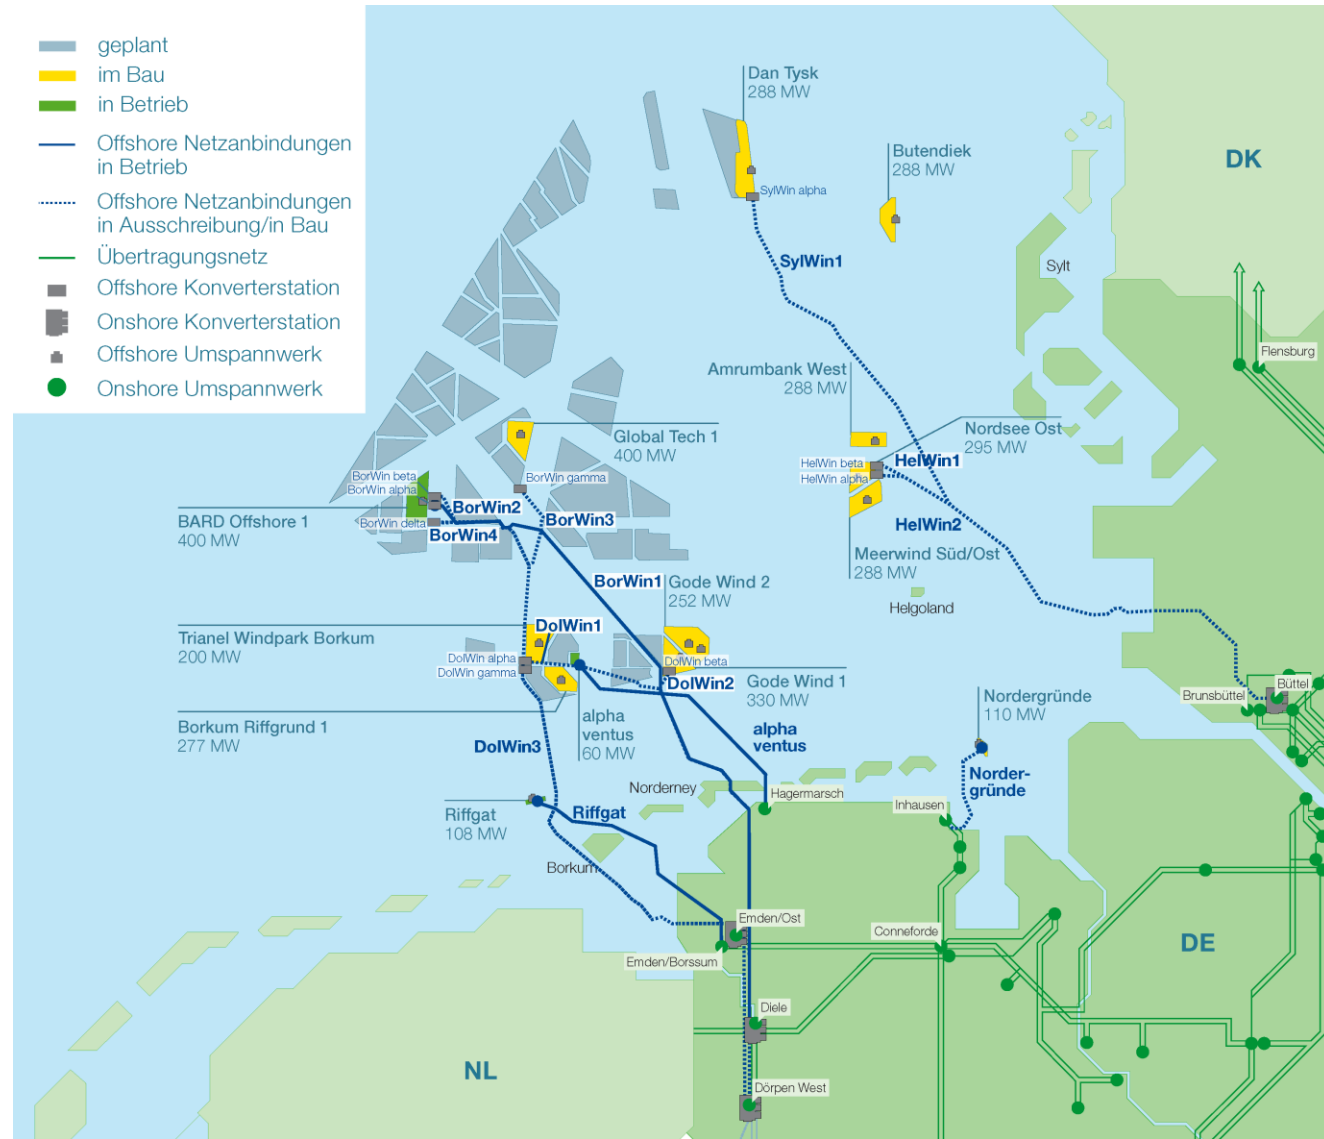 geplant
im Bau
in Betrieb
Offshore Netzanbindungen
in Betrieb
Offshore Netzanbindungen
in Ausschreibung/in Bau
Übertragungsnetz
Offshore Konverterstation
Onshore Konverterstation
Offshore Umspannwerk
Onshore Umspannwerk
Dan Tysk
288 MW
SylWin alpha
Butendiek
288 MW
DK
SylWin1
Sylt
Flensburg
Amrumbank West
288 MW
Nordsee Ost
295 MW
HelWin beta
HelWin alpha
HelWin1
HelWin2
Meerwind Süd/Ost
288 MW
Helgoland
Global Tech 1
400 MW
BorWin gamma
BorWin beta
BorWin alpha
BorWin delta
BorWin2
BorWin3
BorWin4
BARD Offshore 1
400 MW
BorWin1
Gode Wind 2
252 MW
DolWin1
Trianel Windpark Borkum
200 MW
DolWin alpha
DolWin gamma
DolWin beta
DolWin2
Gode Wind 1
330 MW
Borkum Riffgrund 1
277 MW
alpha
ventus
60 MW
DolWin3
alpha
ventus
Nordergründe
110 MW
Norder-
gründe
Brunsbüttel
Büttel
Norderney
Hagermarsch
Inhausen
Riffgat
108 MW
Riffgat
Borkum
Emden/Ost
Emden/Borssum
Conneforde
DE
Diele
NL
Dörpen West